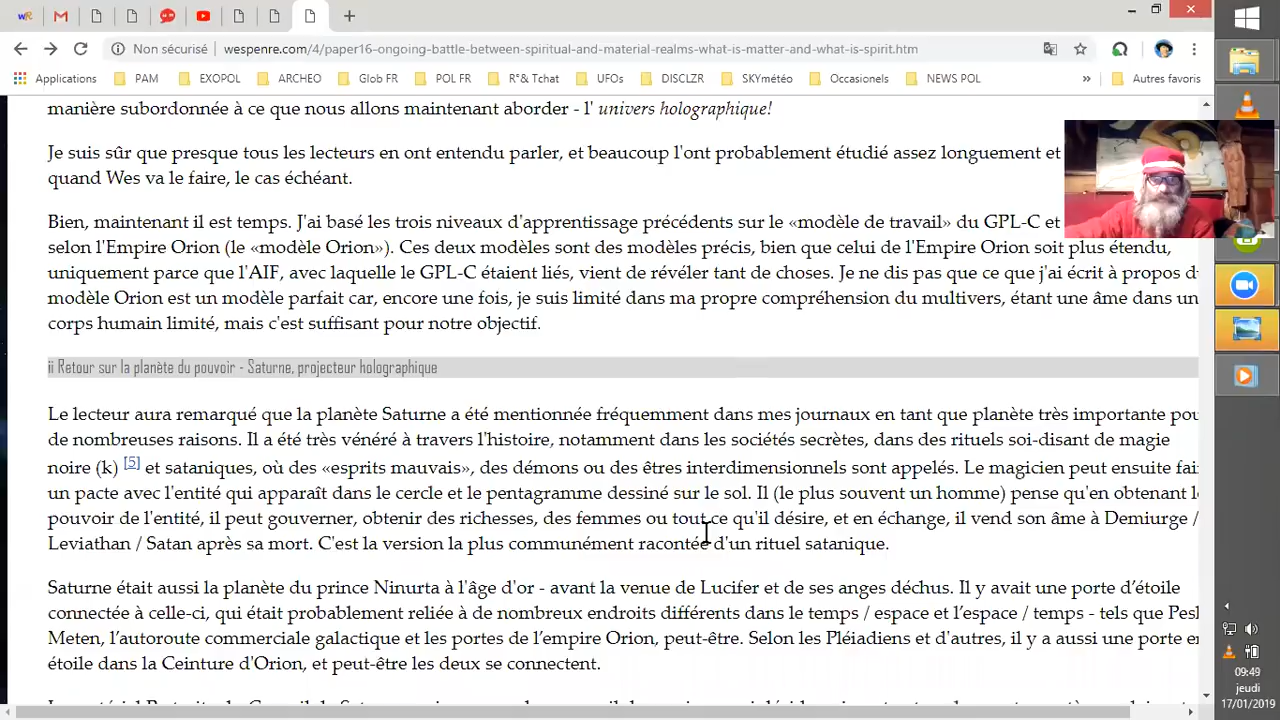 Non sécurisé
wespenre.com/4/paper16-ongoing-battle-between-spiritual-and-material-realms-what-is-matter-and-what-is-spirit.htm
Applications PAM EXOPOL ARCHEO Glob FR POL FR R°& Tchat UFOs DISCLZR SKYmétéo Occasionels NEWS POL » Autres favoris
manière subordonnée à ce que nous allons maintenant aborder - l' univers holographique!
Je suis sûr que presque tous les lecteurs en ont entendu parler, et beaucoup l'ont probablement étudié assez longuement et
quand Wes va le faire, le cas échéant.
Bien, maintenant il est temps. J'ai basé les trois niveaux d'apprentissage précédents sur le «modèle de travail» du GPL-C et
selon l'Empire Orion (le «modèle Orion»). Ces deux modèles sont des modèles précis, bien que celui de l'Empire Orion soit plus étendu,
uniquement parce que l'AIF, avec laquelle le GPL-C étaient liés, vient de révéler tant de choses. Je ne dis pas que ce que j'ai écrit à propos
modèle Orion est un modèle parfait car, encore une fois, je suis limité dans ma propre compréhension du multivers, étant une âme dans un
corps humain limité, mais c'est suffisant pour notre objectif.
ii Retour sur la planète du pouvoir - Saturne, projecteur holographique
Le lecteur aura remarqué que la planète Saturne a été mentionnée fréquemment dans mes journaux en tant que planète très importante pou
de nombreuses raisons. Il a été très vénéré à travers l'histoire, notamment dans les sociétés secrètes, dans des rituels soi-disant de magie
noire (k) [5] et sataniques, où des «esprits mauvais», des démons ou des êtres interdimensionnels sont appelés. Le magicien peut ensuite fai
un pacte avec l'entité qui apparaît dans le cercle et le pentagramme dessiné sur le sol. Il (le plus souvent un homme) pense qu'en obtenant l
pouvoir de l'entité, il peut gouverner, obtenir des richesses, des femmes ou tout ce qu'il désire, et en échange, il vend son âme à Demiurge /
Leviathan / Satan après sa mort. C'est la version la plus communément racontée d'un rituel satanique.
Saturne était aussi la planète du prince Ninurta à l'âge d'or - avant la venue de Lucifer et de ses anges déchus. Il y avait une porte d'étoile
connectée à celle-ci, qui était probablement reliée à de nombreux endroits différents dans le temps / espace et l'espace / temps - tels que Pesh
Meten, l'autoroute commerciale galactique et les portes de l'empire Orion, peut-être. Selon les Pléiadiens et d'autres, il y a aussi une porte en
étoile dans la Ceinture d'Orion, et peut-être les deux se connectent.
09:49
jeudi
17/01/2019